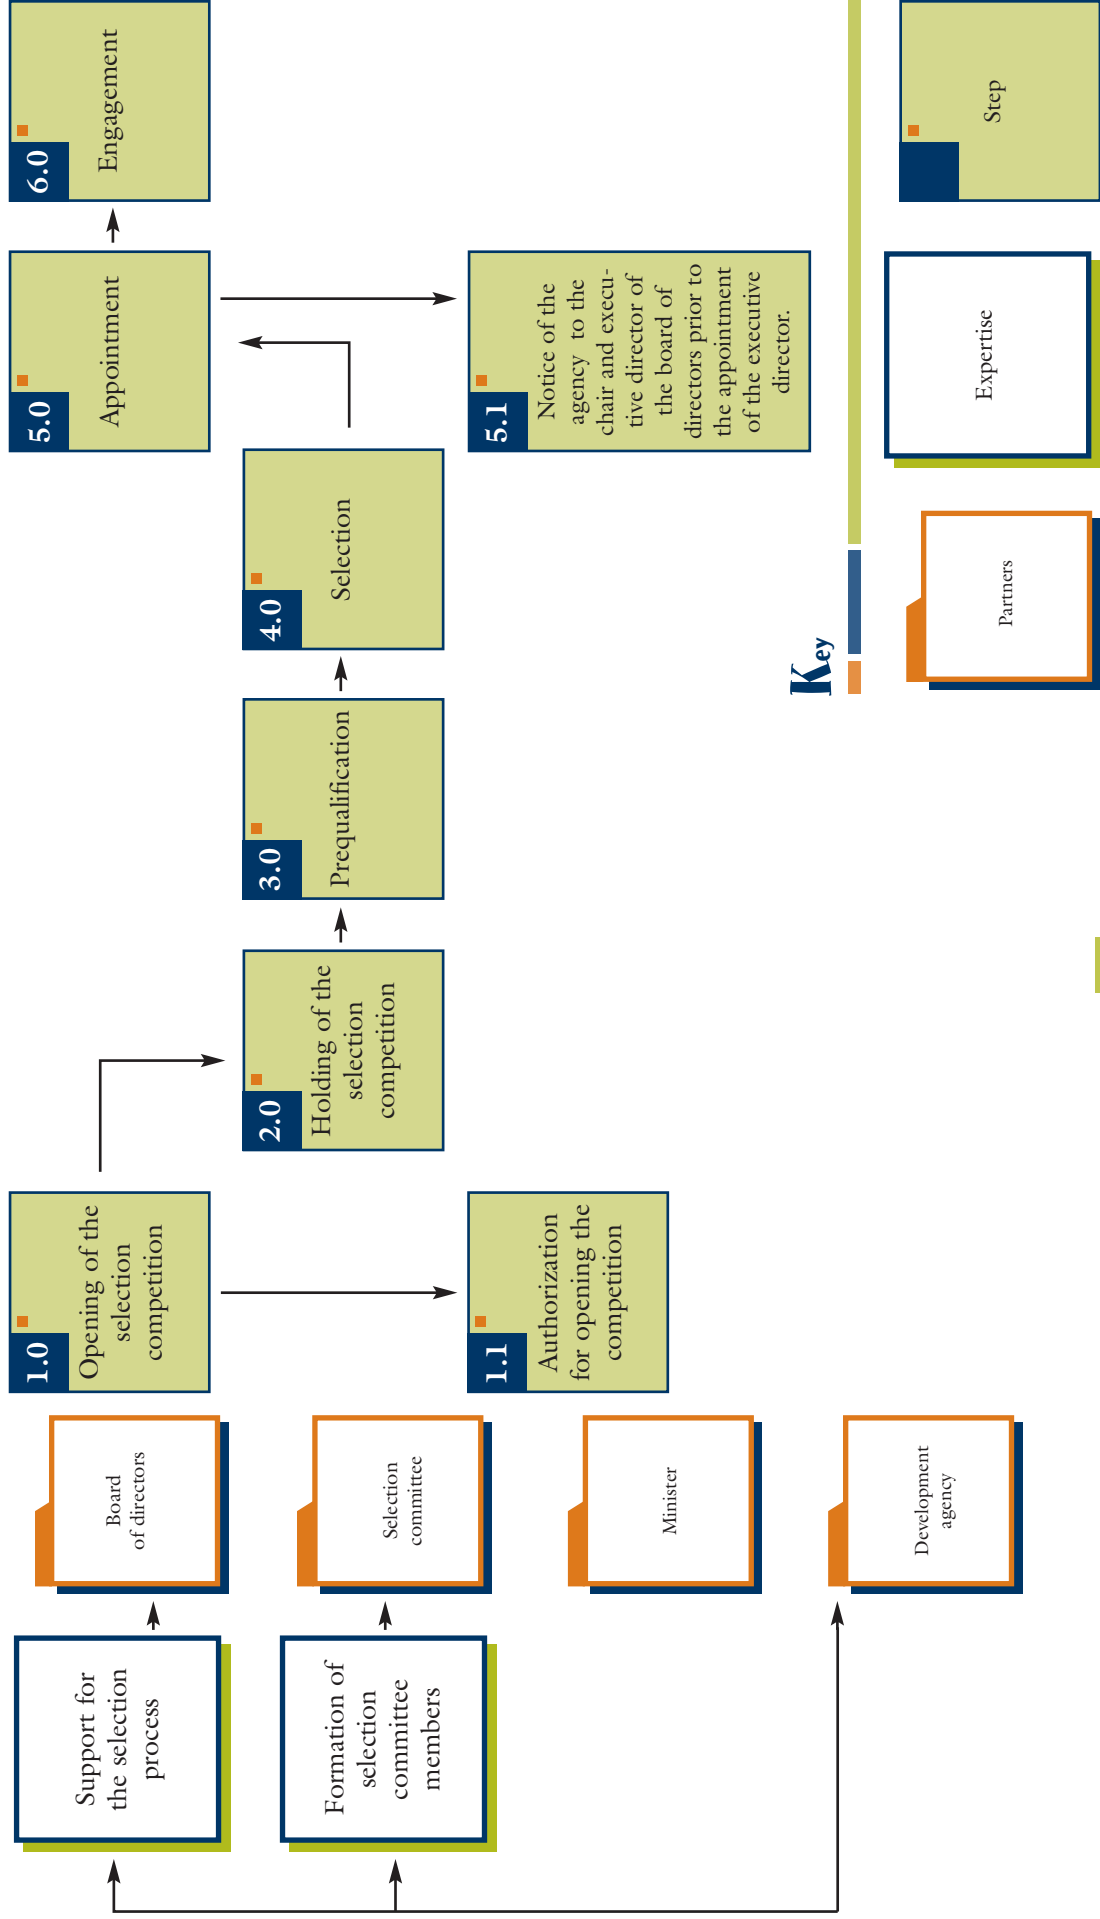 Support for
the selection
process
Board
of directors
1.0
Opening of the
selection
competition
5.0
Appointment
6.0
Engagement
Formation of
selection
committee
members
Selection
committee
2.0
Holding of the
selection
competition
3.0
Prequalification
4.0
Selection
Minister
1.1
Authorization
for opening the
competition
5.1
Notice of the
agency to the
chair and execu-
tive director of
the board of
directors prior to
the appointment
of the executive
director.
Development
agency
Key
Partners
Expertise
Step